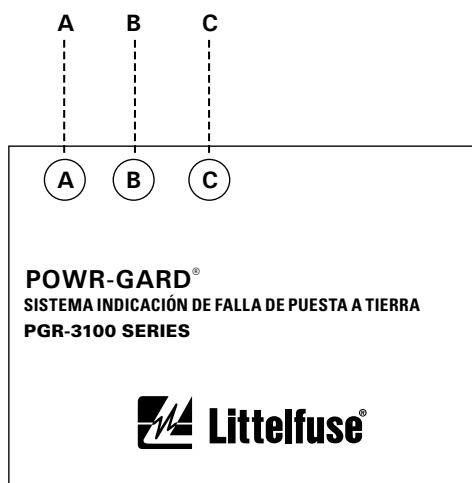 A B C
A B C
POWR-GARD®
SISTEMA INDICACIÓN DE FALLA DE PUESTA A TIERRA
PGR-3100 SERIES
Littelfuse®